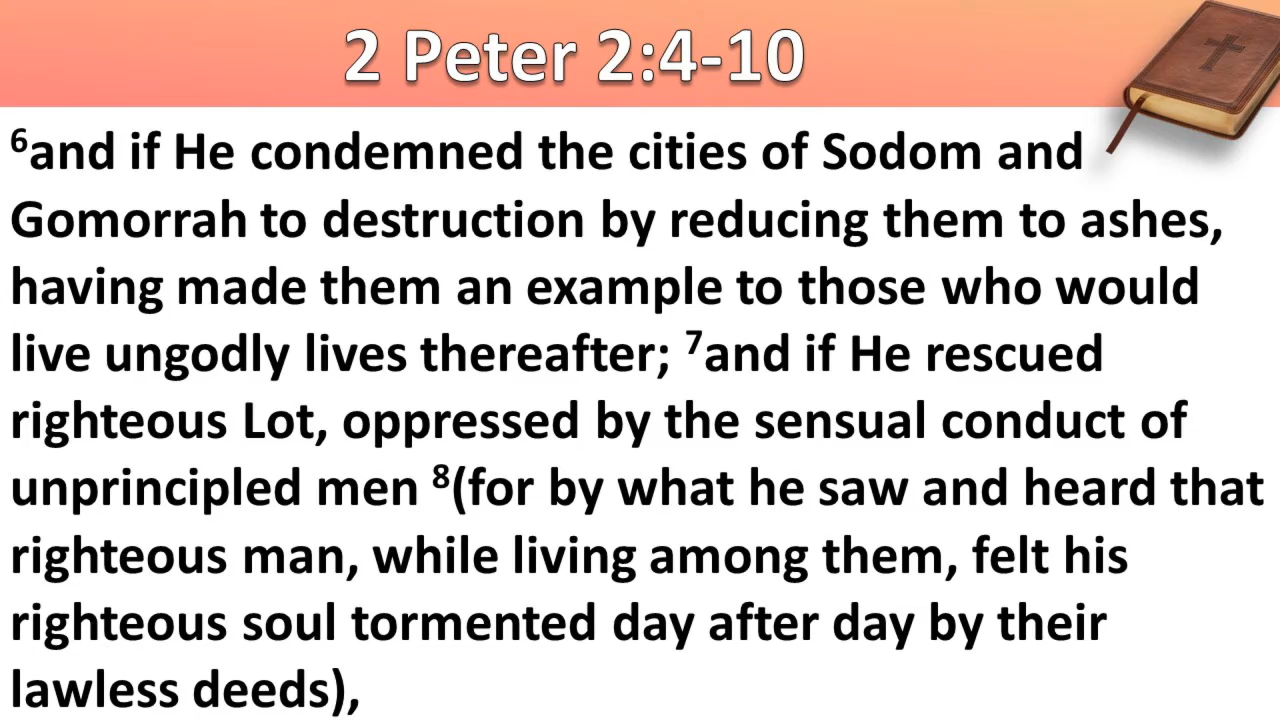 2 Peter 2:4-10
⁶and if He condemned the cities of Sodom and
Gomorrah to destruction by reducing them to ashes,
having made them an example to those who would
live ungodly lives thereafter; ⁷and if He rescued
righteous Lot, oppressed by the sensual conduct of
unprincipled men ⁸(for by what he saw and heard that
righteous man, while living among them, felt his
righteous soul tormented day after day by their
lawless deeds),